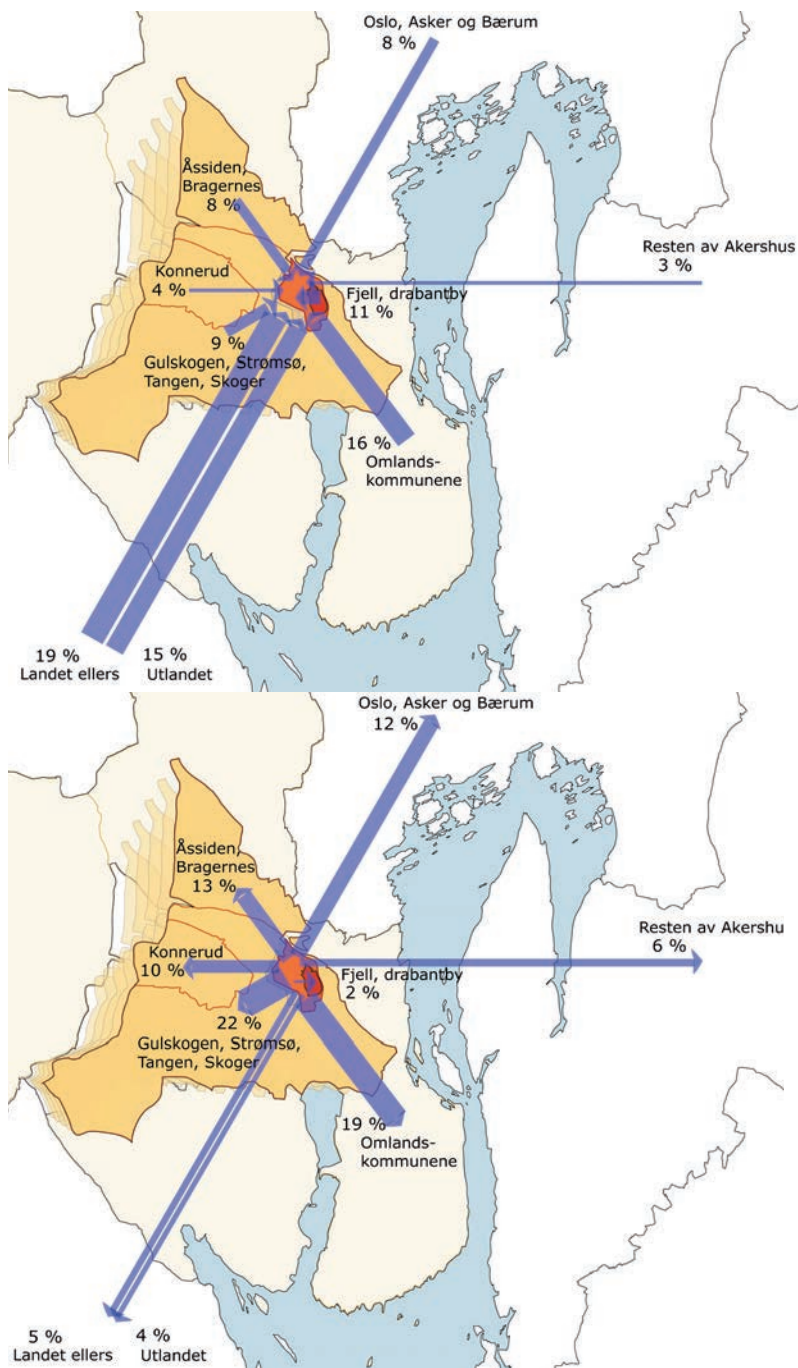 Oslo, Asker og Bærum
8 %
Åssiden,
Bragernes
8 %
Resten av Akershus
3 %
Konnerud
4 %
Fjell, drabantby
11 %
9 %
Gulskogen, Strømsø,
Tangen, Skoger
16 %
Omlands-
kommunene
19 %
Landet ellers
15 %
Utlandet
Oslo, Asker og Bærum
12 %
Åssiden,
Bragernes
13 %
Resten av Akershu
6 %
Konnerud
10 %
Fjell, drabantby
2 %
22 %
Gulskogen, Strømsø,
Tangen, Skoger
19 %
Omlands-
kommunene
5 %
Landet ellers
4 %
Utlandet